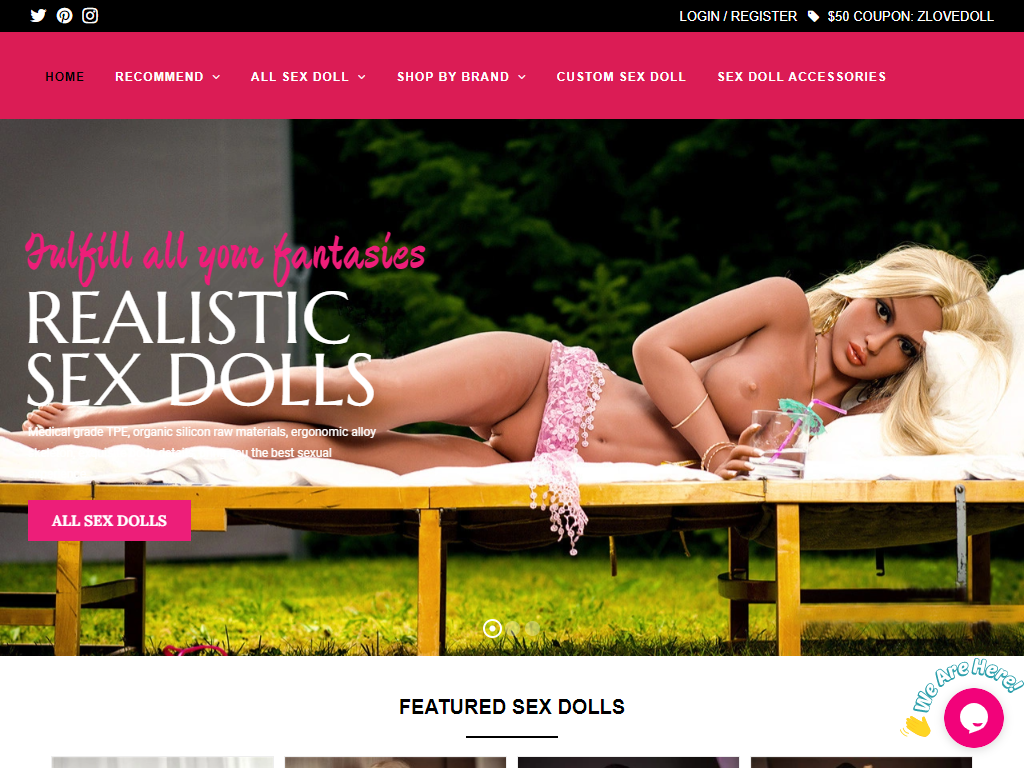 LOGIN / REGISTER $50 COUPON: ZLOVEDOLL
HOME RECOMMEND ALL SEX DOLL SHOP BY BRAND CUSTOM SEX DOLL SEX DOLL ACCESSORIES
Fulfill all your fantasies
REALISTIC
SEX DOLLS
Medical grade TPE, organic silicon raw materials, ergonomic alloy
the best sexual
ALL SEX DOLLS
FEATURED SEX DOLLS
We Are Here!